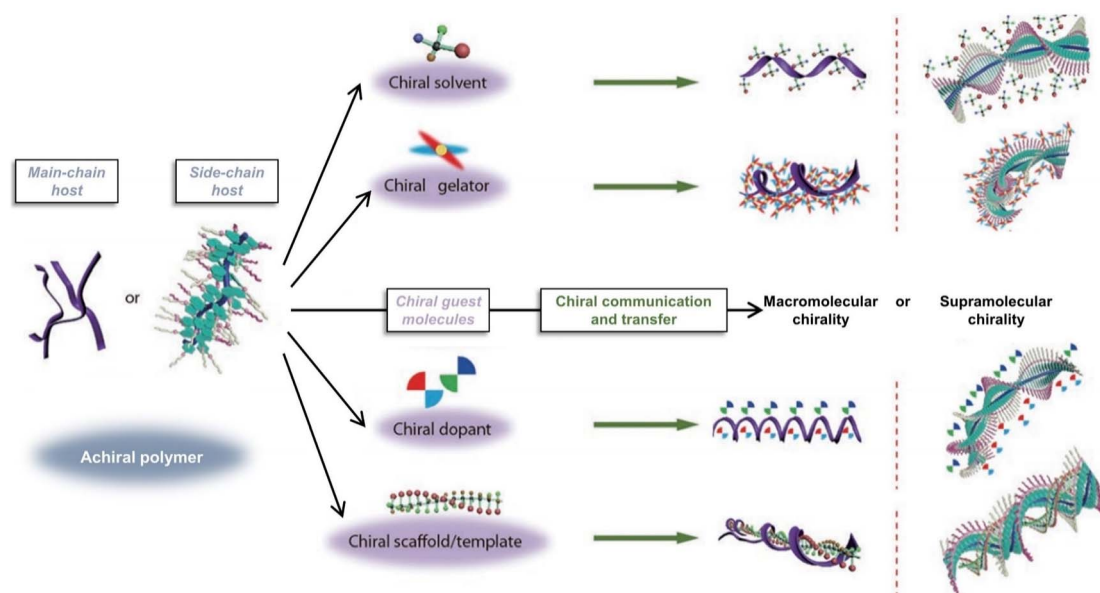 Chiral solvent
Chiral gelator
Main-chain
host
Side-chain
host
or
Chiral guest
molecules
Chiral communication
and transfer
Macromolecular
chirality
or
Supramolecular
chirality
Achiral polymer
Chiral dopant
Chiral scaffold/template